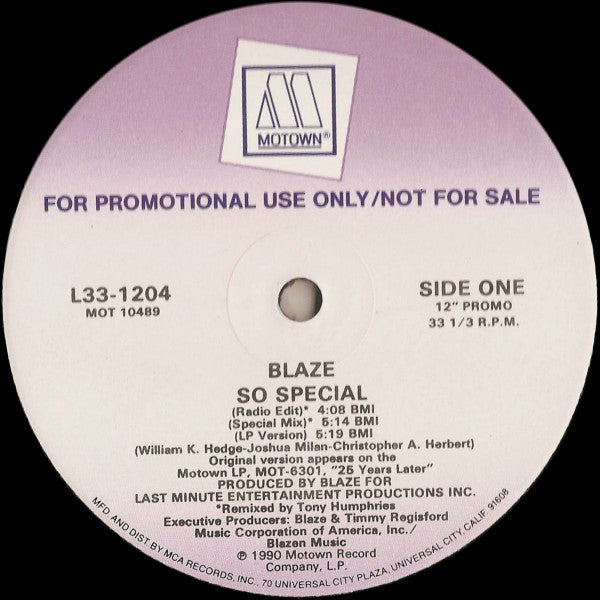 MOTOWN®
FOR PROMOTIONAL USE ONLY/NOT FOR SALE
L33-1204
MOT 10489
SIDE ONE
12" PROMO
33 1/3 R.P.M.
BLAZE
SO SPECIAL
(Radio Edit)* 4:08 BMI
(Special Mix)* 5:14 BMI
(LP Version) 5:19 BMI
(William K. Hedge-Joshua Milan-Christopher A. Herbert)
Original version appears on the
Motown LP, MOT-6301, "25 Years Later"
PRODUCED BY BLAZE FOR
LAST MINUTE ENTERTAINMENT PRODUCTIONS INC.
*Remixed by Tony Humphries
Executive Producers: Blaze & Timmy Regisford
Music Corporation of America, Inc./
Blazen Music
℗ 1990 Motown Record
Company, L.P.
MFD AND DIST. BY MCA RECORDS, INC., 70 UNIVERSAL CITY PLAZA, UNIVERSAL CITY, CALIF. 91608